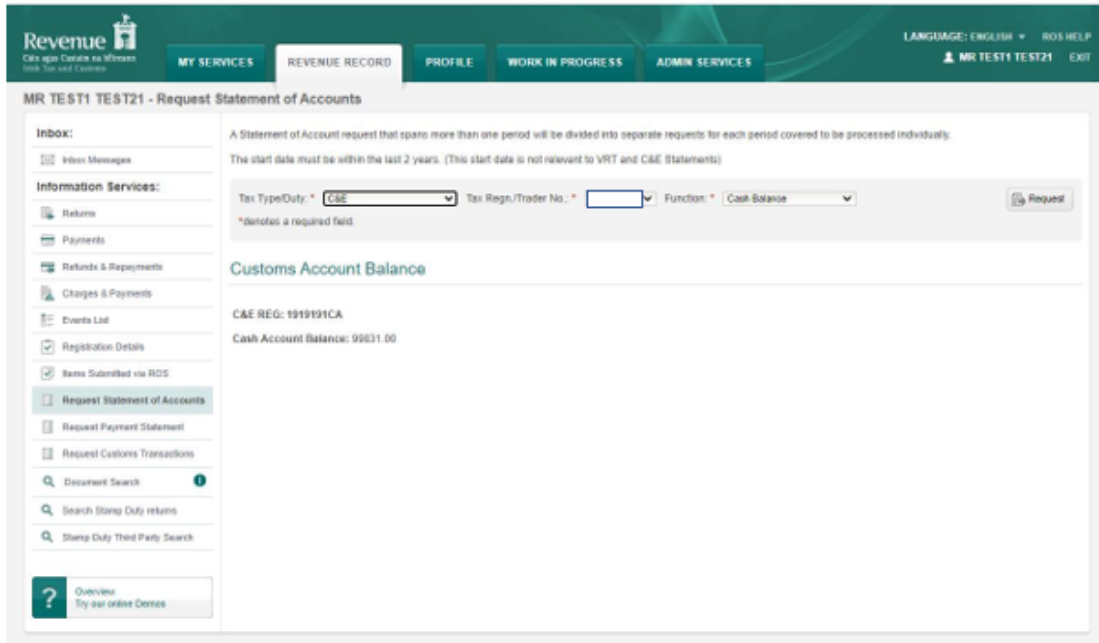 Revenue
Cáin agus Custaim na hÉireann
Irish Tax and Customs
LANGUAGE: ENGLISH ROS HELP
MR TEST1 TEST21 EXIT
MY SERVICES REVENUE RECORD PROFILE WORK IN PROGRESS ADMIN SERVICES
MR TEST1 TEST21 - Request Statement of Accounts
Inbox:
Inbox Messages
Information Services:
Returns
Payments
Refunds & Repayments
Charges & Payments
Events List
Registration Details
Items Submitted via ROS
Request Statement of Accounts
Request Payment Statement
Request Customs Transactions
Document Search
Search Stamp Duty returns
Stamp Duty Third Party Search
? Overview
Try our online Demos
A Statement of Account request that spans more than one period will be divided into separate requests for each period covered to be processed individually.
The start date must be within the last 2 years. (This start date is not relevant to VRT and C&E Statements)
Tax Type/Duty: * C&E Tax Regn./Trader No.: * Function: * Cash Balance Request
*denotes a required field.
Customs Account Balance
C&E REG: 1919191CA
Cash Account Balance: 99831.00